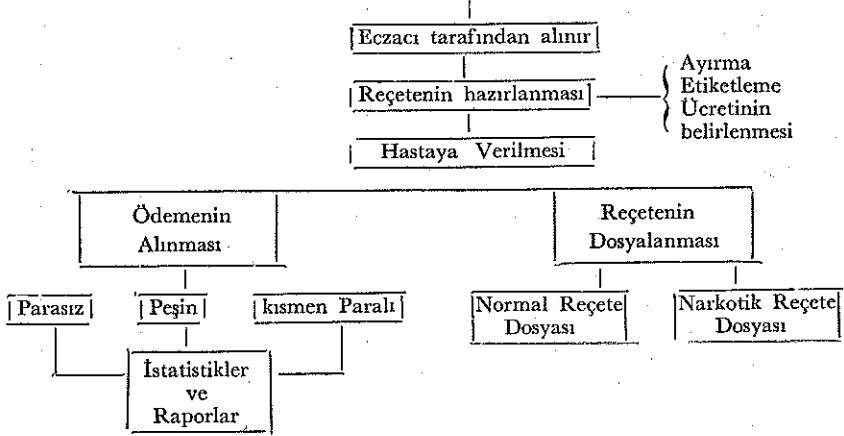 Eczacı tarafından alınır
Reçetenin hazırlanması
Ayırma
Etiketleme
Ücretinin
belirlenmesi
Hastaya Verilmesi
Ödemenin
Alınması
Reçetenin
Dosyalanması
Parasız
Peşin
kısmen Paralı
Normal Reçete
Dosyası
Narkotik Reçete
Dosyası
İstatistikler
ve
Raporlar